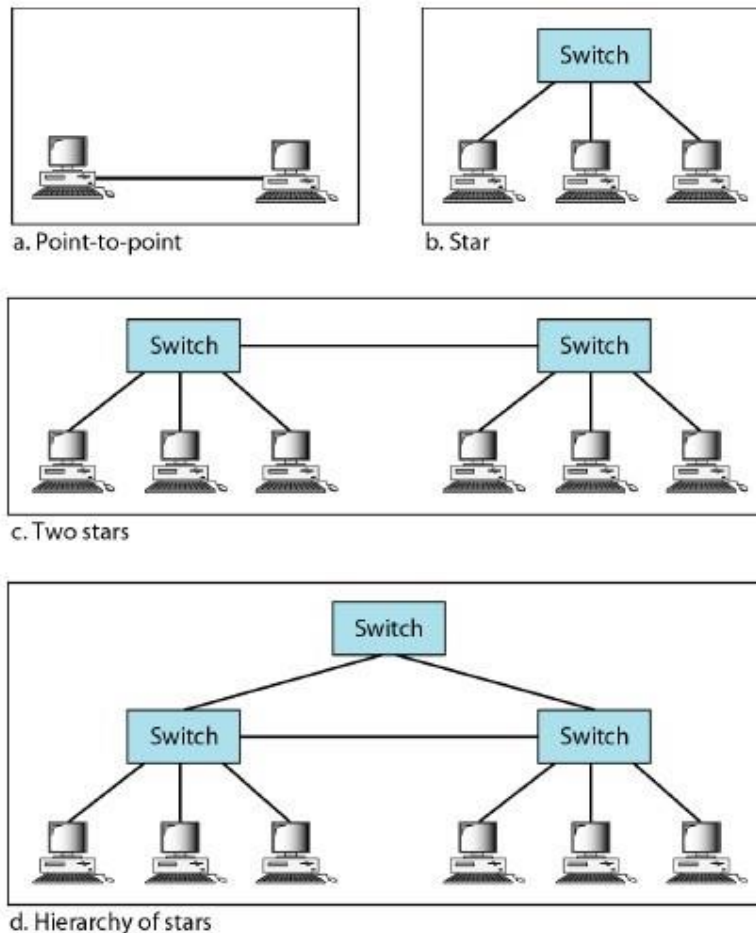 Switch
a. Point-to-point
b. Star
Switch
Switch
c. Two stars
Switch
Switch
Switch
d. Hierarchy of stars